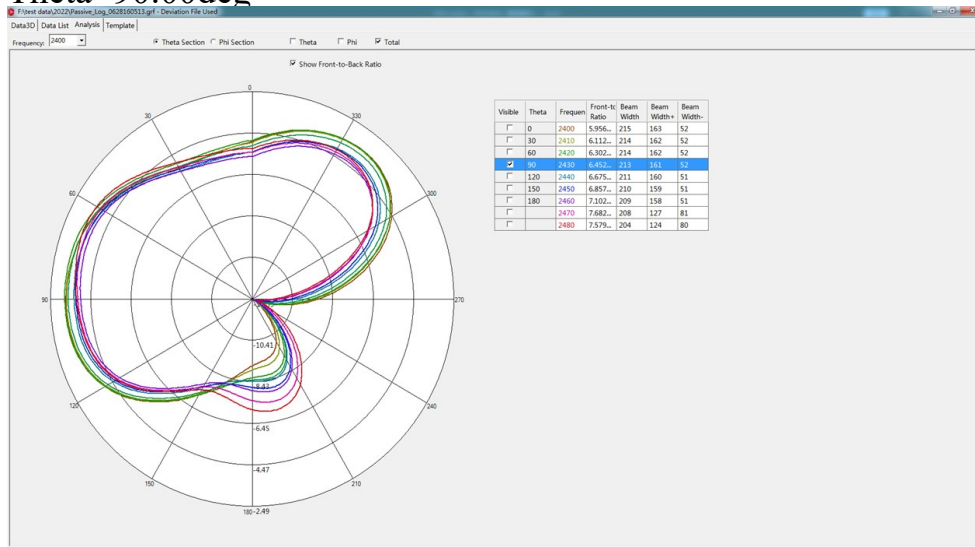 Theta=90.00deg
F:\test data\2022\Passive_Log_0628160513.grf - Deviation File Used
Data3D Data List Analysis Template
Frequency: 2400 Theta Section Phi Section Theta Phi Total
Show Front-to-Back Ratio
0
30 330
60 300
90 270
120 240
150 210
180
-10.41
-8.43
-6.45
-4.47
-2.49
Visible Theta Frequen Front-tc Ratio Beam Width Beam Width+ Beam Width-
0 2400 5.956... 215 163 52
30 2410 6.112... 214 162 52
60 2420 6.302... 214 162 52
90 2430 6.452... 213 161 52
120 2440 6.675... 211 160 51
150 2450 6.857... 210 159 51
180 2460 7.102... 209 158 51
2470 7.682... 208 127 81
2480 7.579... 204 124 80